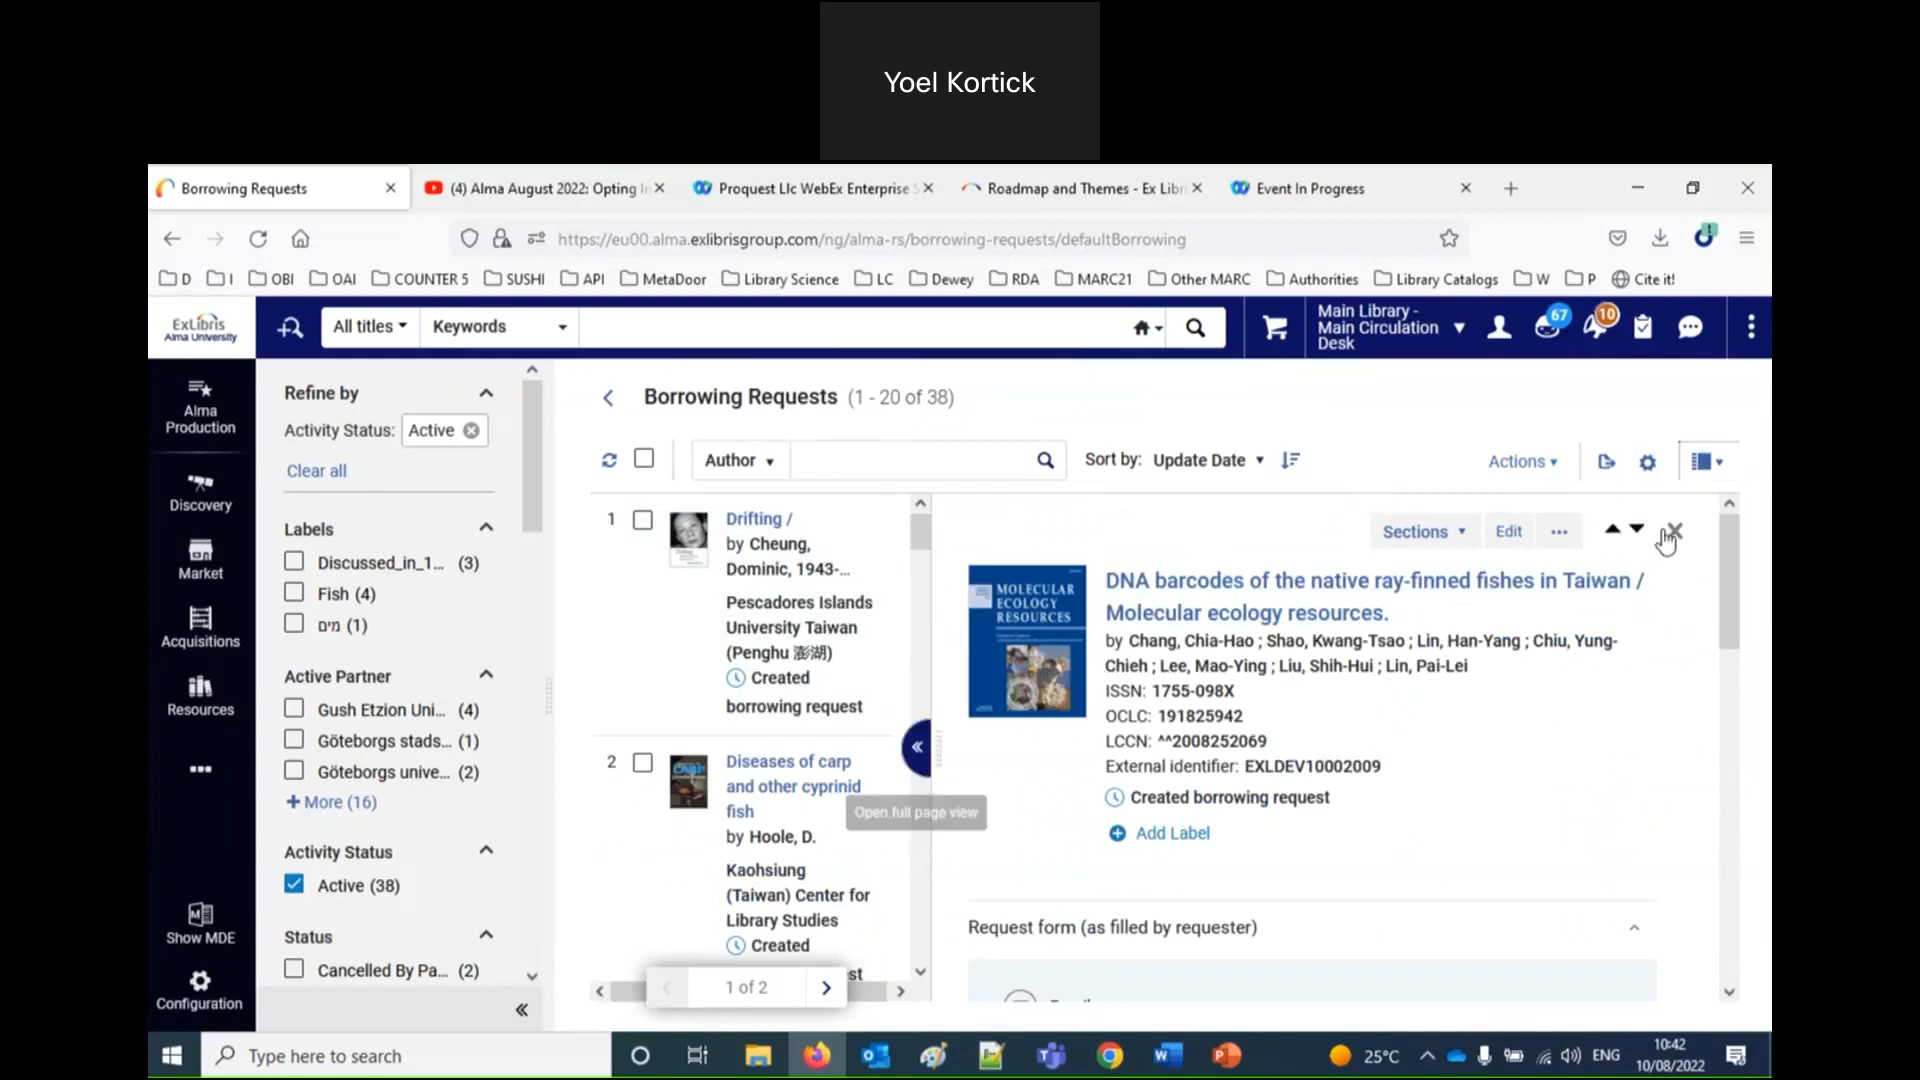 Yoel Kortick
Borrowing Requests
(4) Alma August 2022: Opting I
Proquest Llc WebEx Enterprise S
Roadmap and Themes - Ex Libr
Event In Progress
https://eu00.alma.exlibrisgroup.com/ng/alma-rs/borrowing-requests/defaultBorrowing
D
I
OBI
OAI
COUNTER 5
SUSHI
API
MetaDoor
Library Science
LC
Dewey
RDA
MARC21
Other MARC
Authorities
Library Catalogs
W
P
Cite it!
ExLibris
Alma University
All titles
Keywords
Main Library -
Main Circulation
Desk
67
10
Alma
Production
Discovery
Market
Acquisitions
Resources
Show MDE
Configuration
Refine by
Activity Status: Active
Clear all
Labels
Discussed_in_1... (3)
Fish (4)
מים (1)
Active Partner
Gush Etzion Uni... (4)
Göteborgs stads... (1)
Göteborgs unive... (2)
+ More (16)
Activity Status
Active (38)
Status
Cancelled By Pa... (2)
Borrowing Requests (1 - 20 of 38)
Author
Sort by: Update Date
Actions
1
Drifting /
by Cheung,
Dominic, 1943-...
Pescadores Islands
University Taiwan
(Penghu 澎湖)
Created
borrowing request
2
Diseases of carp
and other cyprinid
fish
by Hoole, D.
Kaohsiung
(Taiwan) Center for
Library Studies
Created
st
1 of 2
Open full page view
Sections
Edit
MOLECULAR
ECOLOGY
RESOURCES
DNA barcodes of the native ray-finned fishes in Taiwan /
Molecular ecology resources.
by Chang, Chia-Hao ; Shao, Kwang-Tsao ; Lin, Han-Yang ; Chiu, Yung-
Chieh ; Lee, Mao-Ying ; Liu, Shih-Hui ; Lin, Pai-Lei
ISSN: 1755-098X
OCLC: 191825942
LCCN: ^^2008252069
External identifier: EXLDEV10002009
Created borrowing request
Add Label
Request form (as filled by requester)
Type here to search
25°C
ENG
10:42
10/08/2022